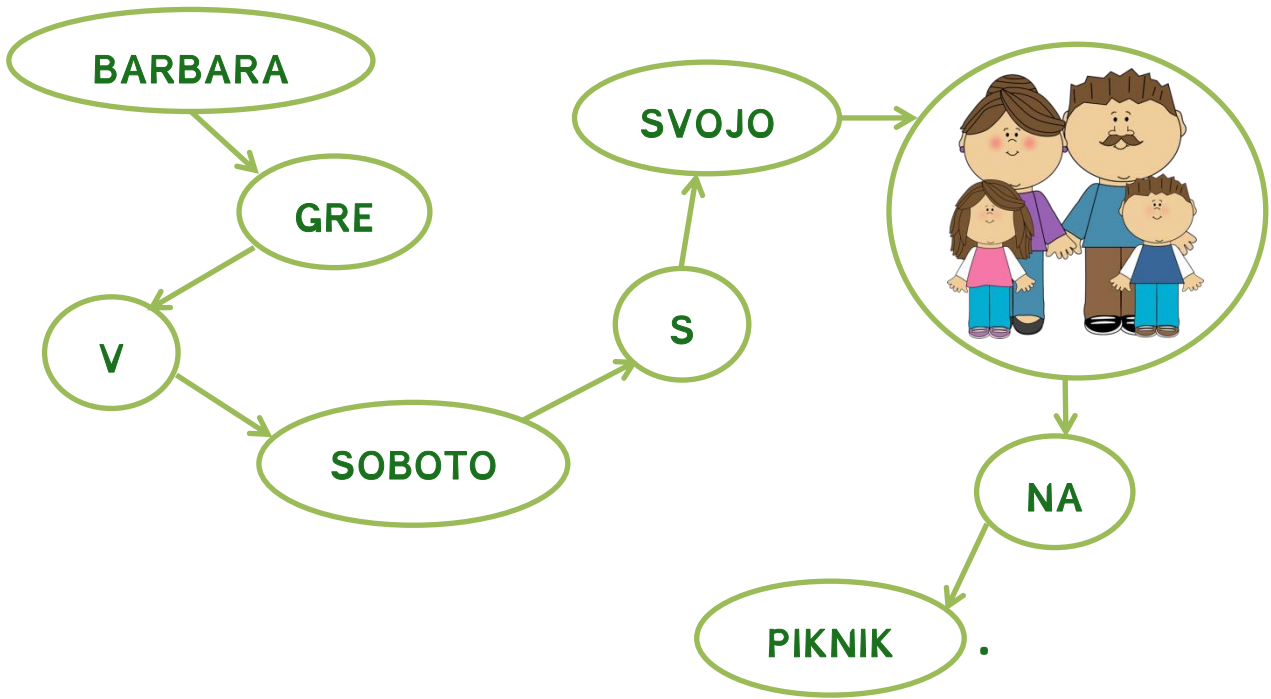 BARBARA
GRE
V
SOBOTO
S
SVOJO
NA
PIKNIK .